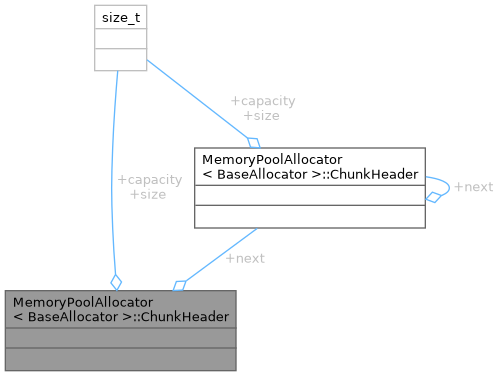 size_t
+capacity
+size
MemoryPoolAllocator
< BaseAllocator >::ChunkHeader
+next
+capacity
+size
+next
MemoryPoolAllocator
< BaseAllocator >::ChunkHeader